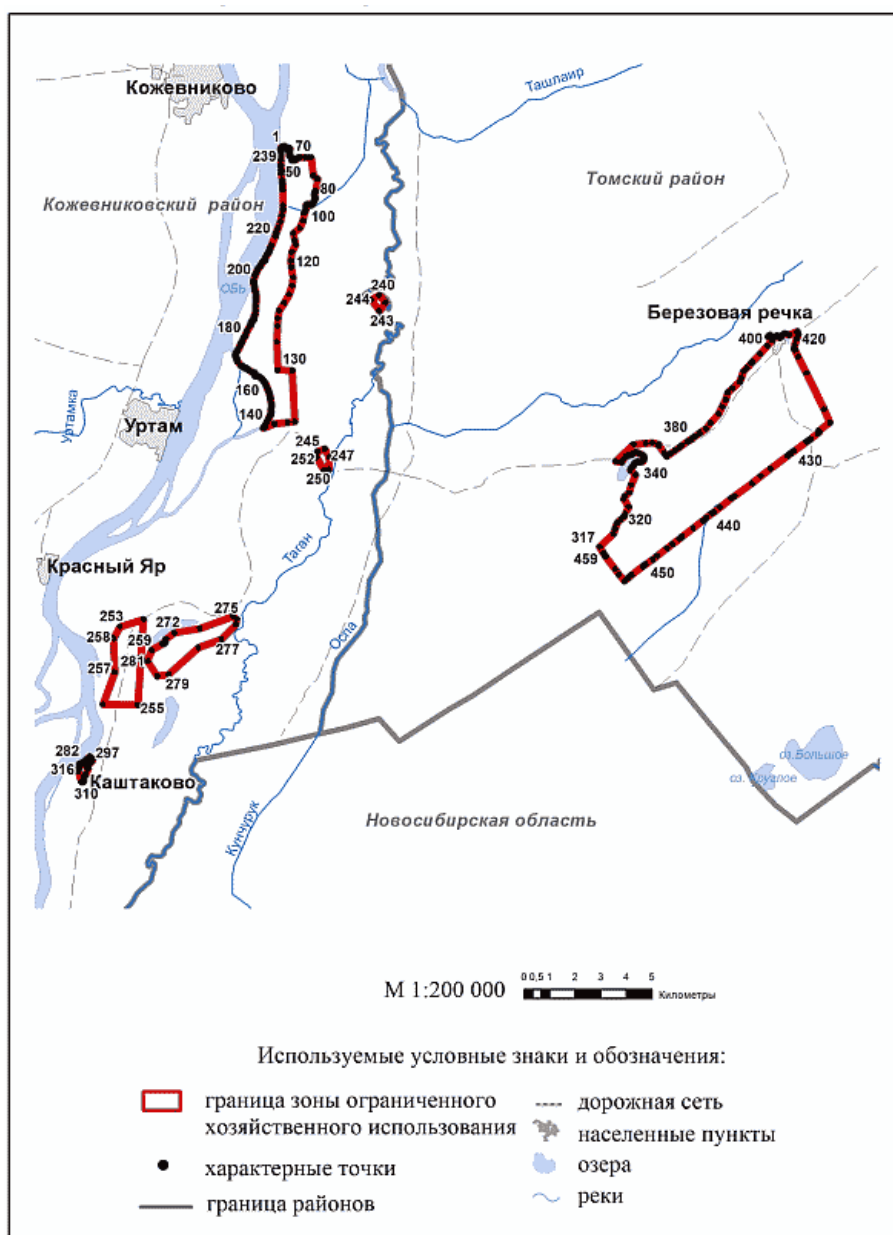 Кожевниково
Ташлаир
1
70
239
50
Томский район
80
Кожевниковский район
100
220
120
200
240
ОБЬ
244
243
Березовая речка
180
400
420
130
160
Уртамка
140
Уртам
380
245
430
252
247
340
250
320
440
Таган
317
Красный Яр
459
450
253
272
275
Оспа
258
259
277
281
257
279
255
282
297
оз.Большое
316
Каштаково
оз. Круглое
310
Новосибирская область
Кунчурук
М 1:200 000
0 0,5 1 2 3 4 5
Километры
Используемые условные знаки и обозначения:
граница зоны ограниченного
хозяйственного использования
дорожная сеть
населенные пункты
характерные точки
озера
граница районов
реки